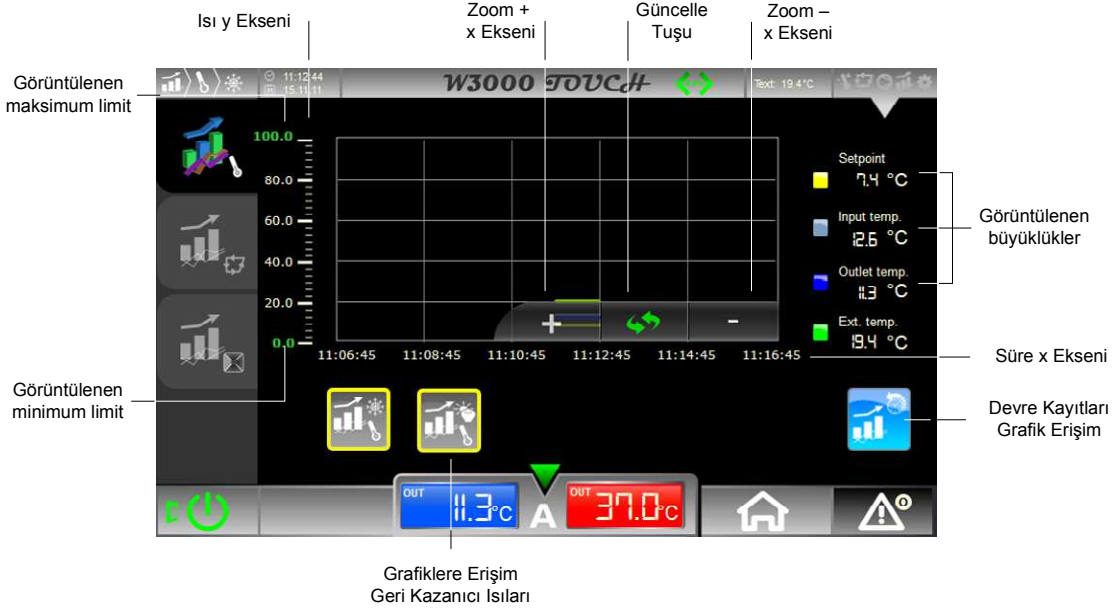 Isı y Ekseni
Zoom +
x Ekseni
Güncelle
Tuşu
Zoom –
x Ekseni
Görüntülenen
maksimum limit
11:12:44
15.11.11
W3000 TOUCH
Text: 19.4°C
100.0
80.0
60.0
40.0
20.0
0.0
Setpoint
7.4 °C
Input temp.
12.6 °C
Outlet temp.
11.3 °C
Ext. temp.
19.4 °C
Görüntülenen
büyüklükler
+
-
11:06:45 11:08:45 11:10:45 11:12:45 11:14:45 11:16:45
Süre x Ekseni
Görüntülenen
minimum limit
Devre Kayıtları
Grafik Erişim
OUT 11.3°C
A
OUT 37.0°C
0
Grafiklere Erişim
Geri Kazanıcı Isıları